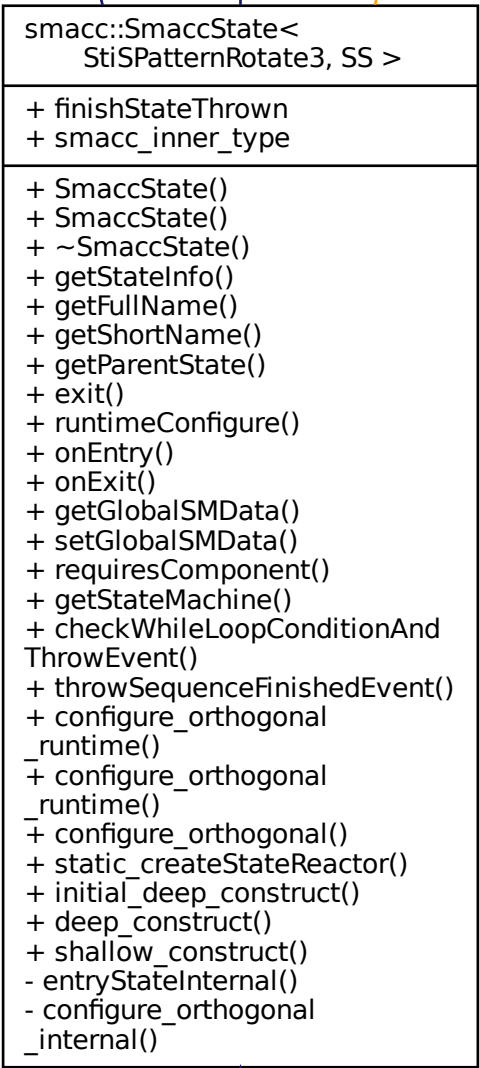 smacc::SmaccState<
StiSPatternRotate3, SS >
+ finishStateThrown
+ smacc_inner_type
+ SmaccState()
+ SmaccState()
+ ~SmaccState()
+ getStateInfo()
+ getFullName()
+ getShortName()
+ getParentState()
+ exit()
+ runtimeConfigure()
+ onEntry()
+ onExit()
+ getGlobalSMData()
+ setGlobalSMData()
+ requiresComponent()
+ getStateMachine()
+ checkWhileLoopConditionAnd
ThrowEvent()
+ throwSequenceFinishedEvent()
+ configure_orthogonal
_runtime()
+ configure_orthogonal
_runtime()
+ configure_orthogonal()
+ static_createStateReactor()
+ initial_deep_construct()
+ deep_construct()
+ shallow_construct()
- entryStateInternal()
- configure_orthogonal
_internal()